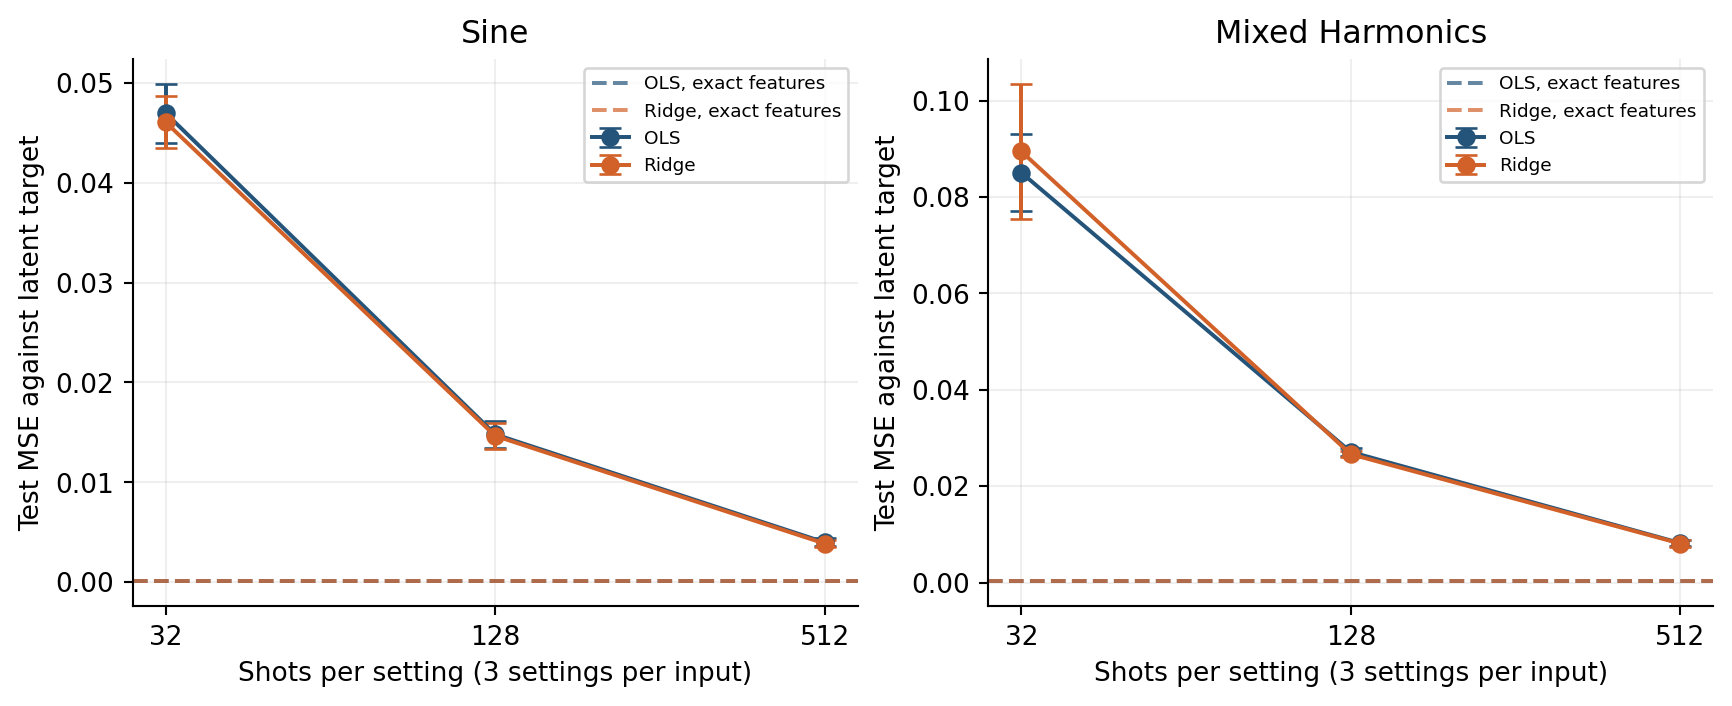 Sine
Test MSE against latent target
0.05
0.04
0.03
0.02
0.01
0.00
OLS, exact features
Ridge, exact features
OLS
Ridge
32
128
512
Shots per setting (3 settings per input)
Mixed Harmonics
Test MSE against latent target
0.10
0.08
0.06
0.04
0.02
0.00
OLS, exact features
Ridge, exact features
OLS
Ridge
32
128
512
Shots per setting (3 settings per input)